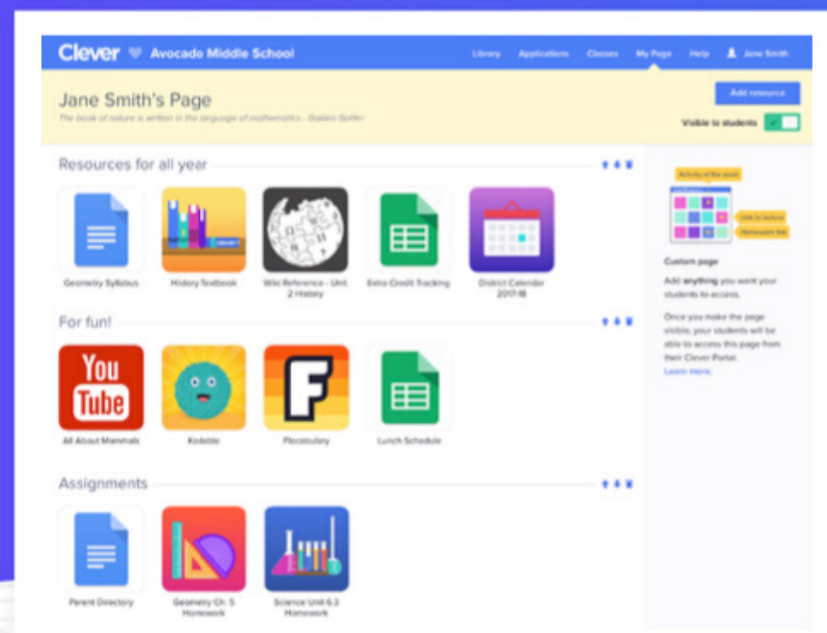 Clever Avocado Middle School
Library Applications Classes My Page Help Jane Smith
Jane Smith's Page
The book of nature is written in the language of mathematics - Galileo Galilei
Add resource
Visible to students
Resources for all year
Geometry Syllabus
History Textbook
LIBRARY
Wiki Reference - Unit
2 History
Extra Credit Tracking
District Calendar
2017-18
For fun!
You
Tube
All About Mammals
Kodable
F
Flocabulary
Lunch Schedule
Assignments
Parent Directory
Geometry Ch. 5
Homework
Science Unit 6.3
Homework
Activity of the week
Link to lecture
Homework link
Custom page
Add anything you want your
students to access.
Once you make the page
visible, your students will be
able to access this page from
their Clever Portal.
Learn more.